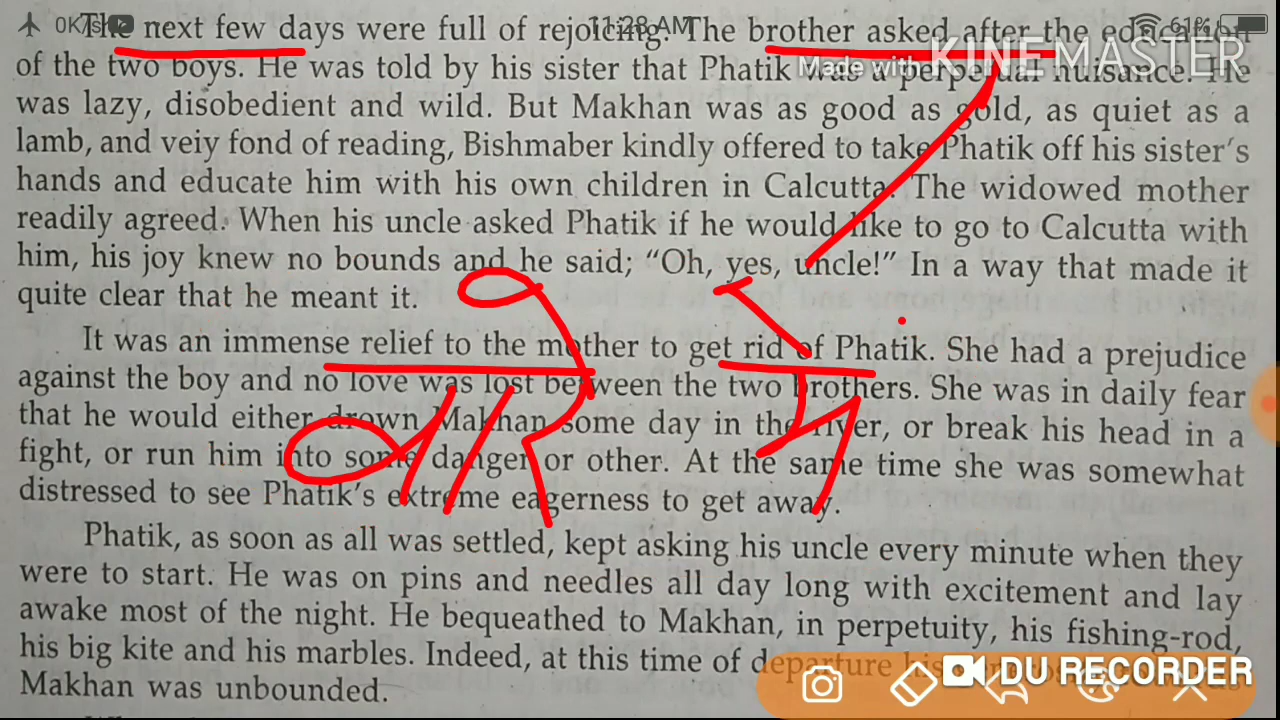 OK/s 11:28 AM 61%
The next few days were full of rejoicing. The brother asked after the education
Made with KINEMASTER
of the two boys. He was told by his sister that Phatik was a perpetual nuisance. He
was lazy, disobedient and wild. But Makhan was as good as gold, as quiet as a
lamb, and veiy fond of reading, Bishmaber kindly offered to take Phatik off his sister's
hands and educate him with his own children in Calcutta. The widowed mother
readily agreed. When his uncle asked Phatik if he would like to go to Calcutta with
him, his joy knew no bounds and he said; “Oh, yes, uncle!” In a way that made it
quite clear that he meant it.
It was an immense relief to the mother to get rid of Phatik. She had a prejudice
against the boy and no love was lost between the two brothers. She was in daily fear
that he would either drown Makhan some day in the river, or break his head in a
fight, or run him into some danger or other. At the same time she was somewhat
distressed to see Phatik's extreme eagerness to get away.
Phatik, as soon as all was settled, kept asking his uncle every minute when they
were to start. He was on pins and needles all day long with excitement and lay
awake most of the night. He bequeathed to Makhan, in perpetuity, his fishing-rod,
his big kite and his marbles. Indeed, at this time of departure his
DU RECORDER
Makhan was unbounded.